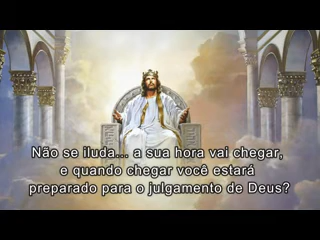 Não se iluda... a sua hora vai chegar,
e quando chegar você estará
preparado para o julgamento de Deus?